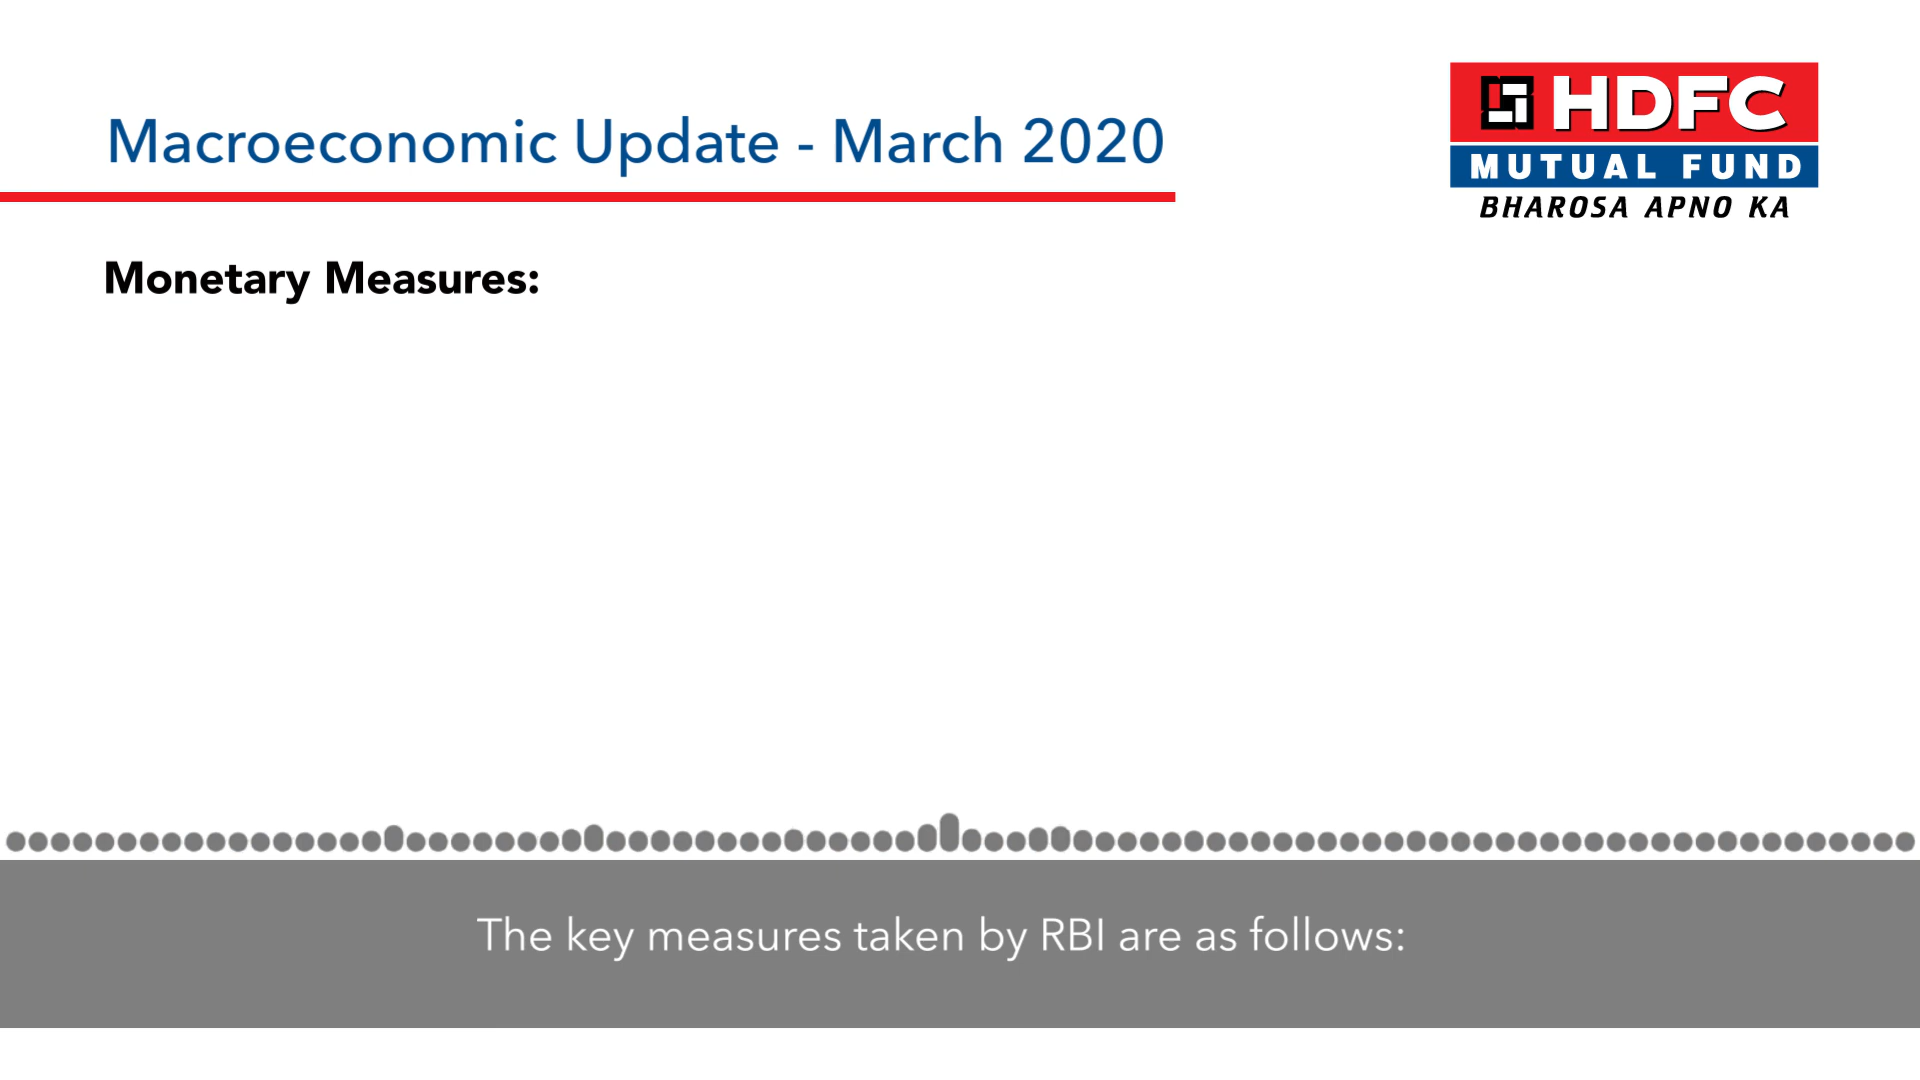 Macroeconomic Update - March 2020
HDFC
MUTUAL FUND
BHAROSA APNO KA
Monetary Measures:
The key measures taken by RBI are as follows: